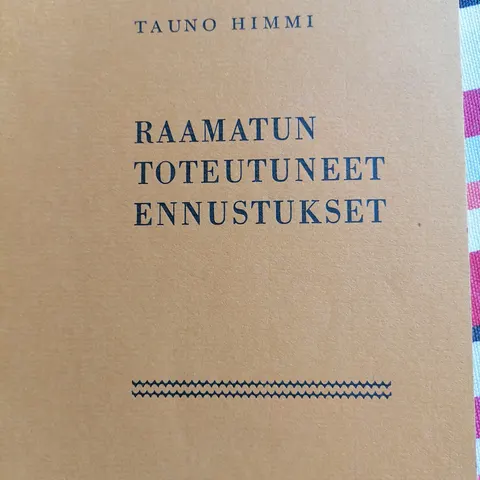 TAUNO HIMMI
RAAMATUN
TOTEUTUNEET
ENNUSTUKSET